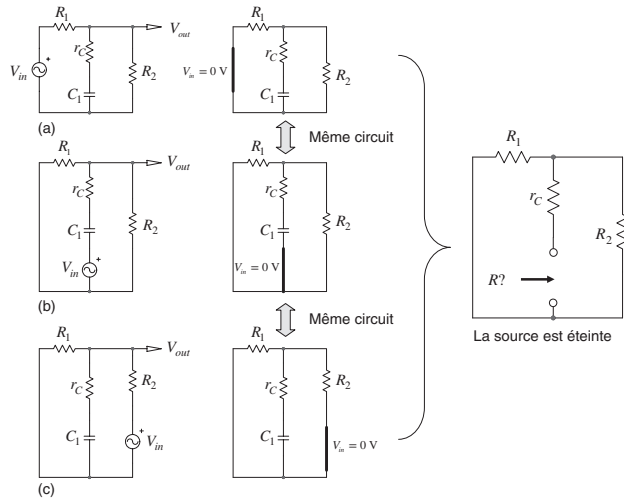 R1
Vout
rC
Vin
C1
R2
(a)
R1
rC
Vin = 0 V
C1
R2
Même circuit
R1
Vout
rC
C1
R2
Vin
(b)
R1
rC
C1
R2
Vin = 0 V
Même circuit
R1
Vout
rC
R2
C1
Vin
(c)
R1
rC
R2
C1
Vin = 0 V
R1
rC
R2
R?
La source est éteinte